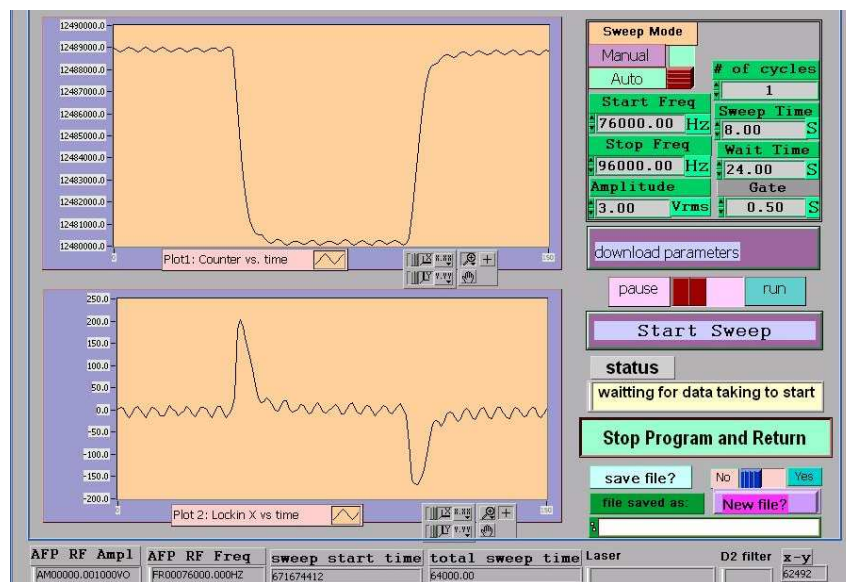 12490000.0
12489000.0
12488000.0
12487000.0
12486000.0
12485000.0
12484000.0
12483000.0
12482000.0
12481000.0
12480000.0
Plot1: Counter vs. time
250.0
200.0
150.0
100.0
50.0
0.0
-50.0
-100.0
-150.0
-200.0
Plot 2: Lockin X vs time
Sweep Mode
Manual
Auto
# of cycles
1
Start Freq
76000.00 Hz
Sweep Time
8.00 S
Stop Freq
96000.00 Hz
Wait Time
24.00 S
Amplitude
3.00 Vrms
Gate
0.50 S
download parameters
pause
run
Start Sweep
status
waitting for data taking to start
Stop Program and Return
save file?
No
Yes
file saved as:
New file?
AFP RF Ampl
AM00000.001000VO
AFP RF Freq
FR00076000.000HZ
sweep start time
671674412
total sweep time
64000.00
Laser
D2 filter
x-y
62492